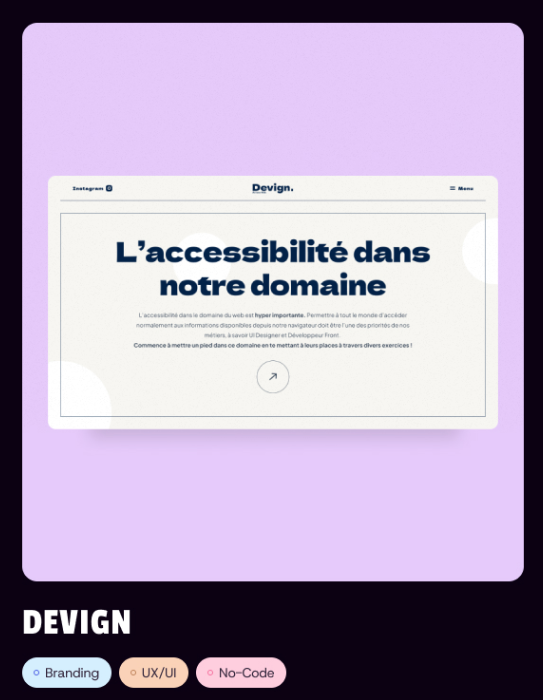 Instagram
Devign.
Menu
L'accessibilité dans
notre domaine
L'accessibilité dans le domaine du web est hyper importante. Permettre à tout le monde d'accéder
normalement aux informations disponibles depuis notre navigateur doit être l'une des priorités de nos
métiers, à savoir UI Designer et Développeur Front.
Commence à mettre un pied dans ce domaine en te mettant à leurs places à travers divers exercices !
DEVIGN
Branding
UX/UI
No-Code